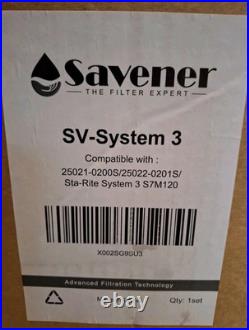 Savener
THE FILTER EXPERT
SV-System 3
Compatible with :
25021-0200S/25022-0201S/
Sta-Rite System 3 S7M120
X002SG9SU3
Advanced Filtration Technology
Qty: 1set